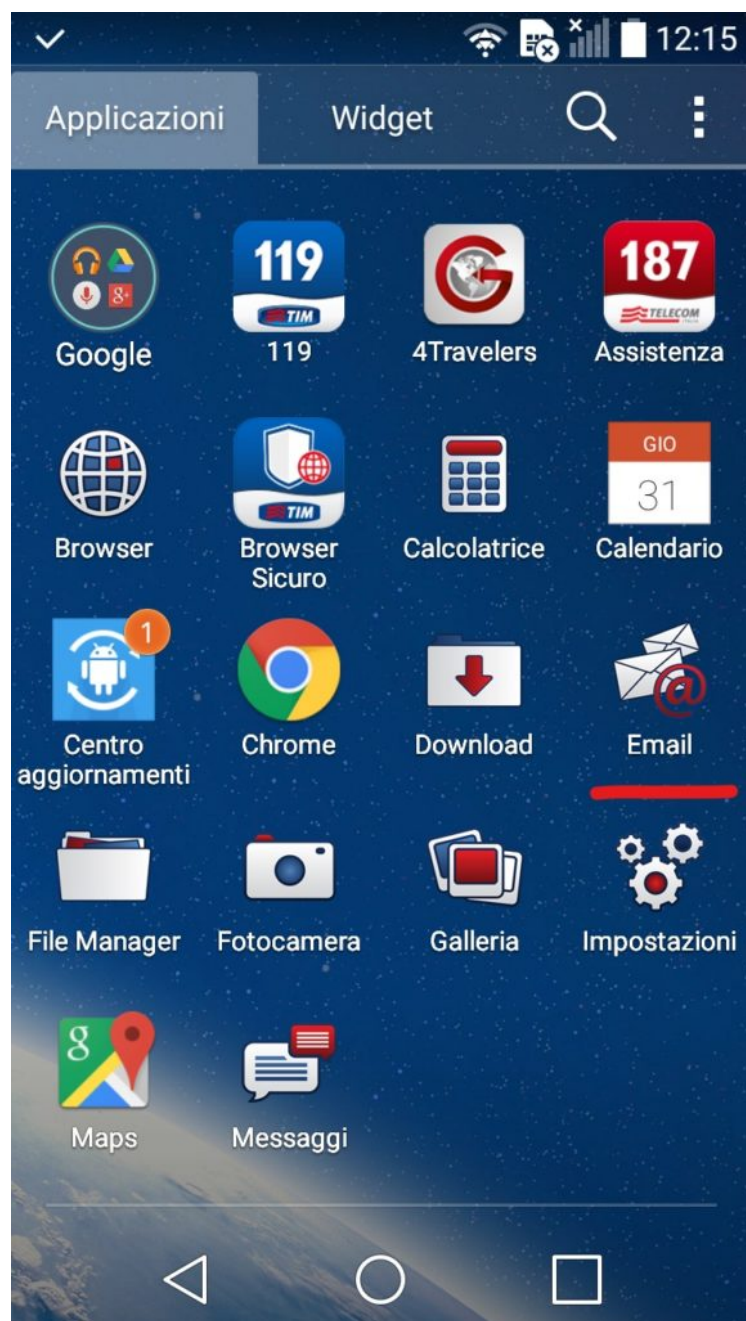 12:15
Applicazioni Widget
119 187
TIM TELECOM
Google 119 4Travelers Assistenza
GIO
31
TIM
Browser Browser Calcolatrice Calendario
Sicuro
1
Centro Chrome Download Email
aggiornamenti
File Manager Fotocamera Galleria Impostazioni
Maps Messaggi